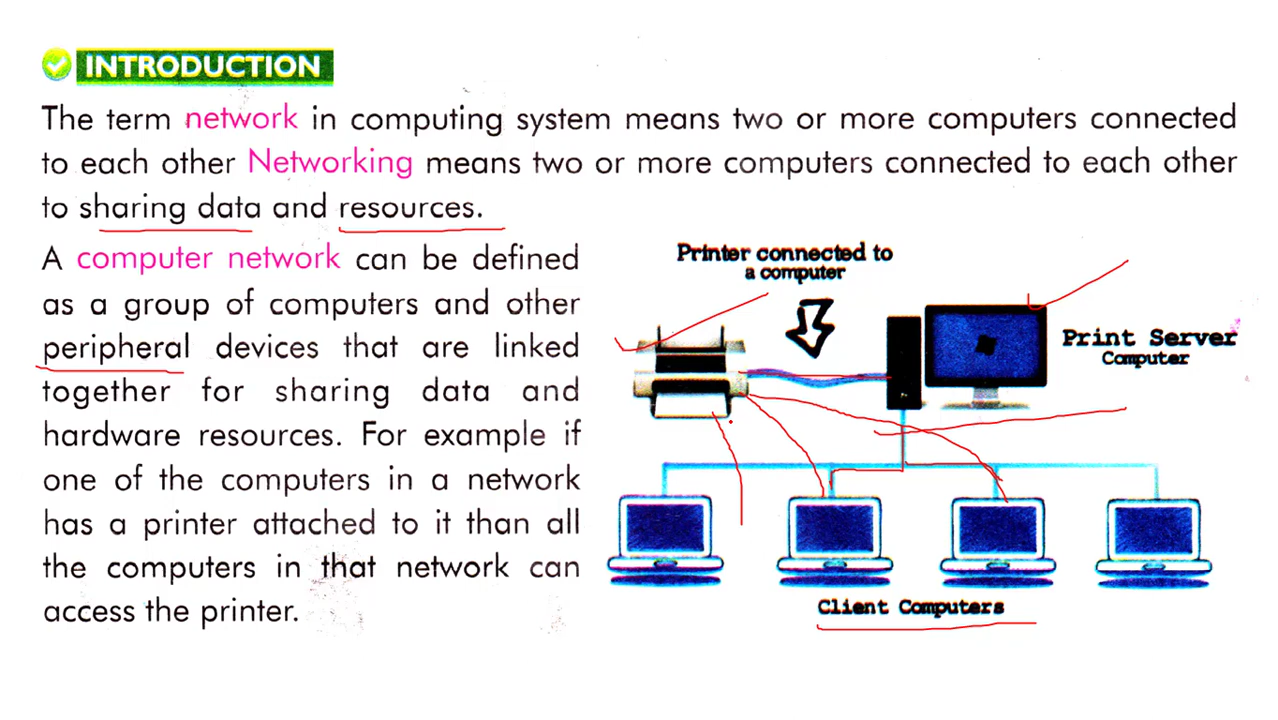 INTRODUCTION
The term network in computing system means two or more computers connected
to each other Networking means two or more computers connected to each other
to sharing data and resources.
A computer network can be defined
as a group of computers and other
peripheral devices that are linked
together for sharing data and
hardware resources. For example if
one of the computers in a network
has a printer attached to it than all
the computers in that network can
access the printer.
Printer connected to
a computer
Print Server
Computer
Client Computers